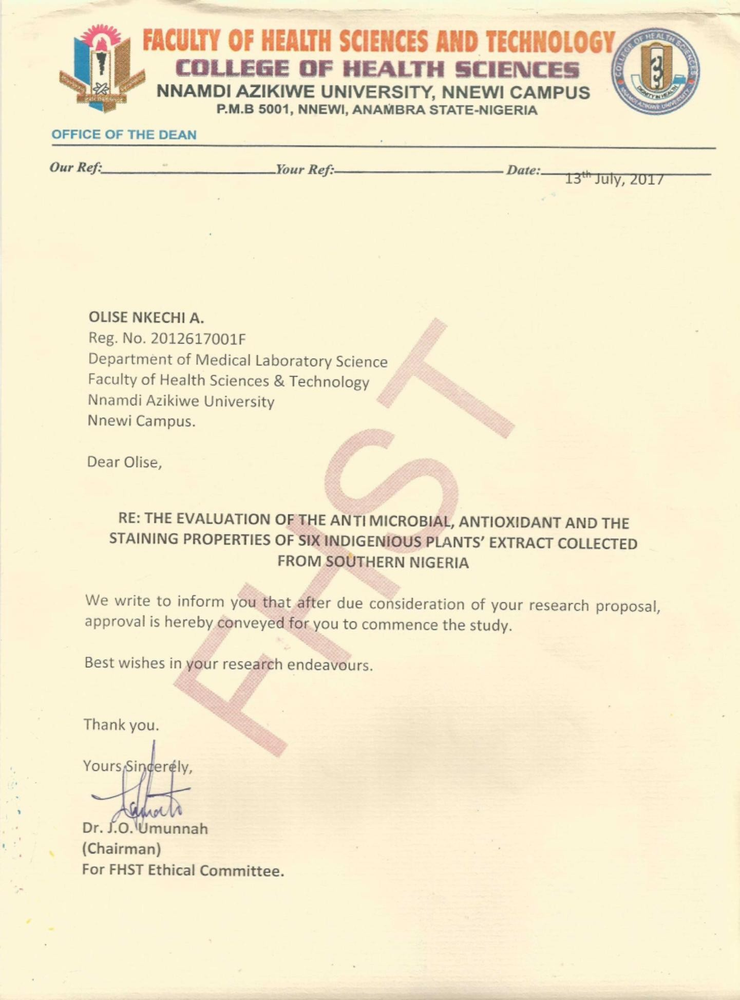 FACULTY OF HEALTH SCIENCES AND TECHNOLOGY
COLLEGE OF HEALTH SCIENCES
NNAMDI AZIKIWE UNIVERSITY, NNEWI CAMPUS
P.M.B 5001, NNEWI, ANAMBRA STATE-NIGERIA
COLLEGE OF HEALTH SCIENCES
DIGNITY IN HEALTH
NNAMDI AZIKIWE UNIVERSITY
OFFICE OF THE DEAN
Our Ref: Your Ref: Date: 13th July, 2017
OLISE NKECHI A.
Reg. No. 2012617001F
Department of Medical Laboratory Science
Faculty of Health Sciences & Technology
Nnamdi Azikiwe University
Nnewi Campus.
Dear Olise,
RE: THE EVALUATION OF THE ANTI MICROBIAL, ANTIOXIDANT AND THE
STAINING PROPERTIES OF SIX INDIGENIOUS PLANTS' EXTRACT COLLECTED
FROM SOUTHERN NIGERIA
We write to inform you that after due consideration of your research proposal,
approval is hereby conveyed for you to commence the study.
Best wishes in your research endeavours.
Thank you.
Yours Sincerely,
Dr. J.O. Umunnah
(Chairman)
For FHST Ethical Committee.
FHST